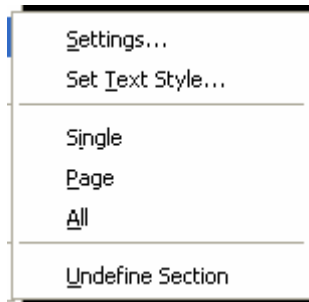 Settings...
Set Text Style...
Single
Page
All
Undefine Section